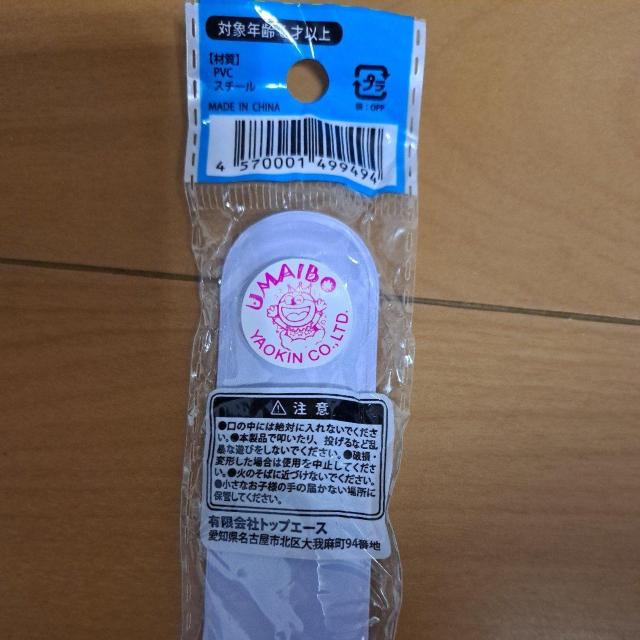 対象年齢 才以上
【材質】
PVC
スチール
MADE IN CHINA
プラ
袋:OPP
4 570001 499494
UMAIBO
YAOKIN CO.,LTD.
⚠ 注意
●口の中には絶対に入れないでくださ
い。●本製品で叩いたり、投げるなど乱
暴な遊びをしないでください。●破損・
変形した場合は使用を中止してくださ
い。●火のそばに近づけないでください。
●小さなお子様の手の届かない場所に
保管してください。
有限会社トップエース
愛知県名古屋市北区大我麻町94番地